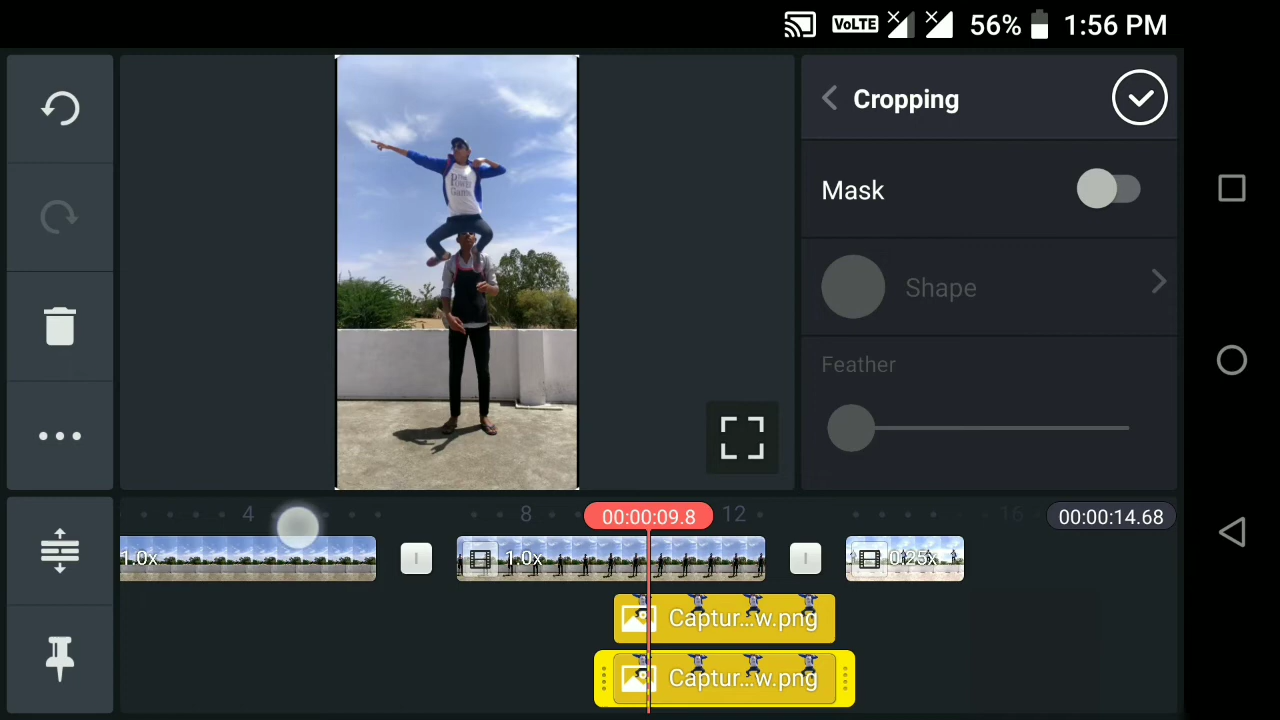 VoLTE 56% 1:56 PM
Cropping
Mask
Shape
Feather
4 8 00:00:09.8 12 16 00:00:14.68
1.0x 1.0x 0.25x
Captur...w.png
Captur...w.png